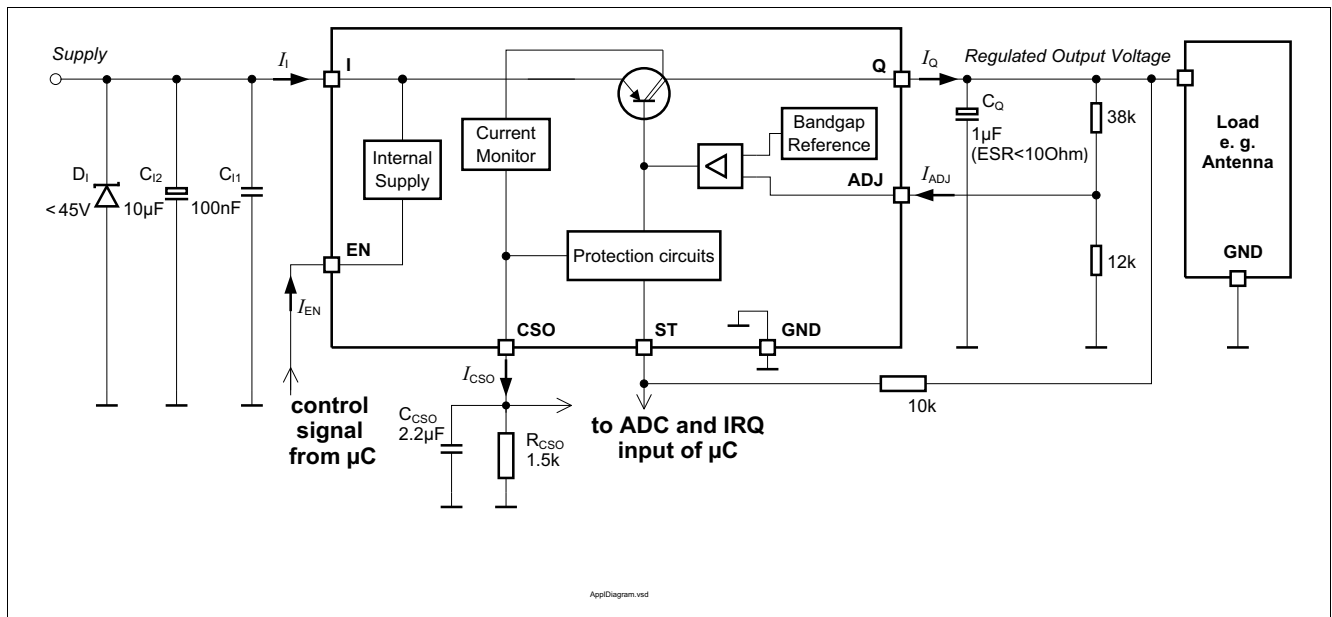 Supply
I_I
I
Q
I_Q
Regulated Output Voltage
D_I
<45V
C_I2
10µF
C_I1
100nF
Internal
Supply
Current
Monitor
Bandgap
Reference
ADJ
I_ADJ
C_Q
1µF
(ESR<10Ohm)
38k
12k
Load
e. g.
Antenna
GND
EN
I_EN
Protection circuits
CSO
ST
GND
I_CSO
control
signal
from µC
C_CSO
2.2µF
R_CSO
1.5k
to ADC and IRQ
input of µC
10k
ApplDiagram.vsd